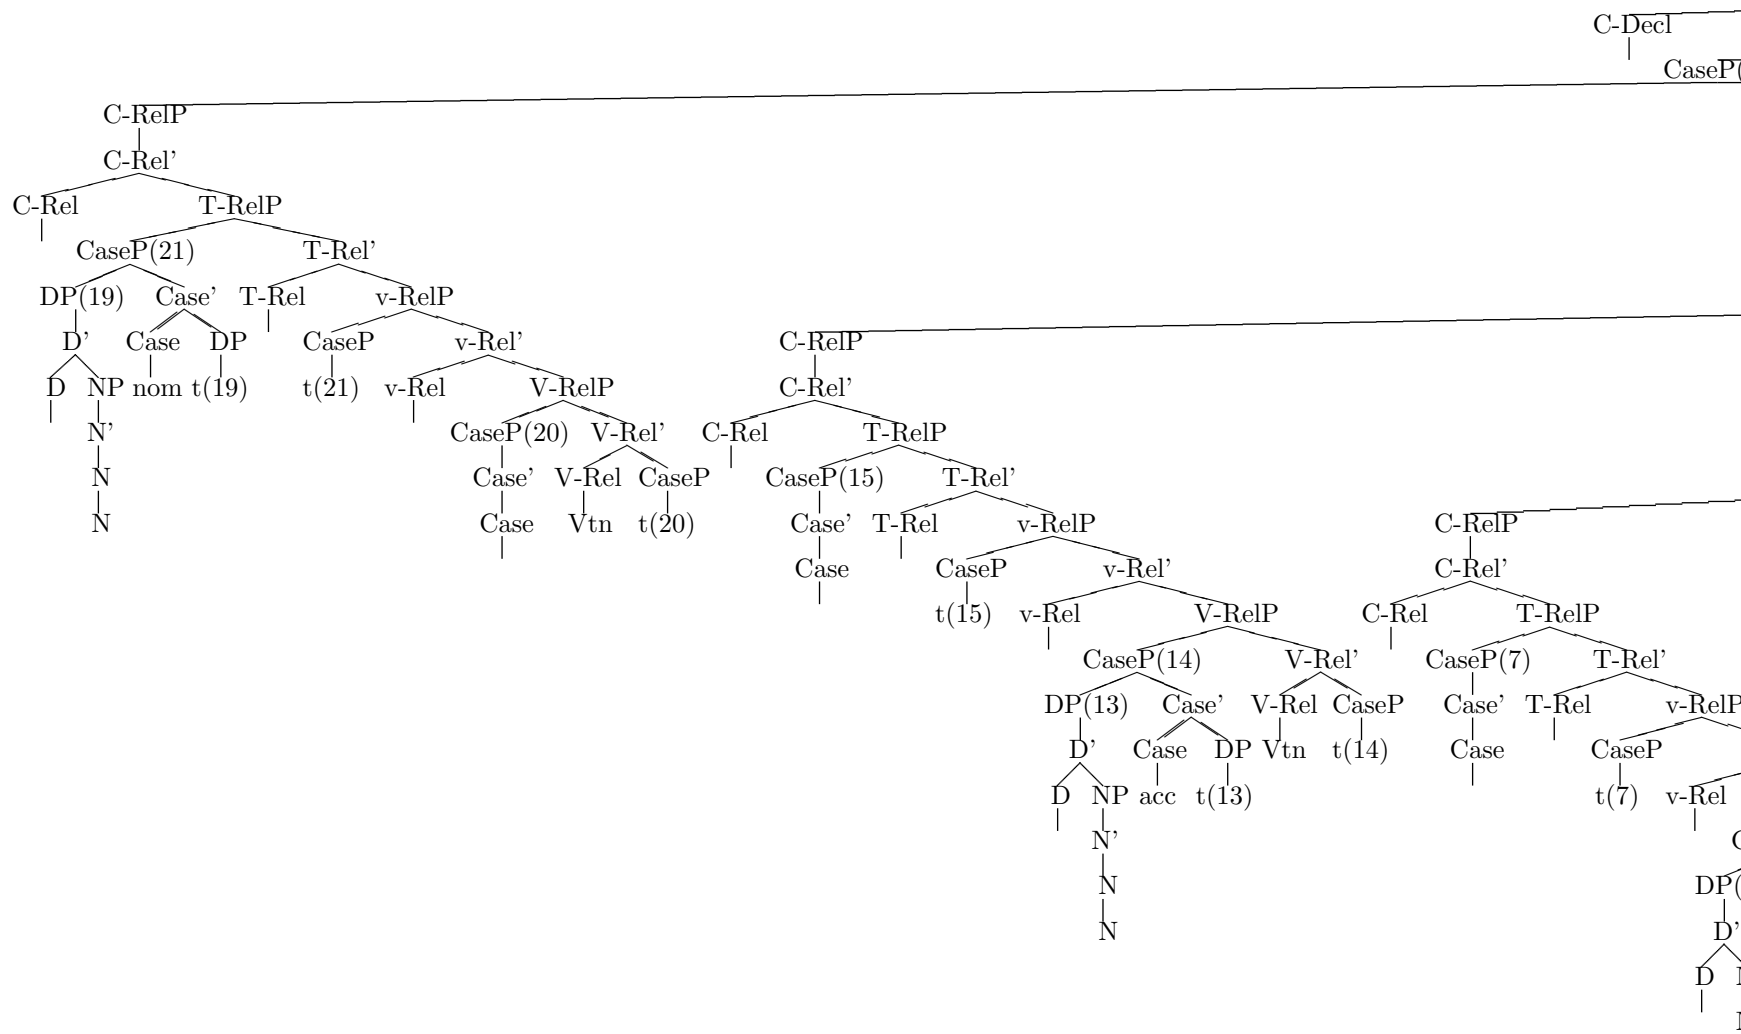 C-Decl
CaseP(
C-RelP
C-Rel'
C-Rel T-RelP
CaseP(21) T-Rel'
DP(19) Case' T-Rel v-RelP
D' Case DP CaseP v-Rel' C-RelP
D NP nom t(19) t(21) v-Rel V-RelP C-Rel'
N' CaseP(20) V-Rel' C-Rel T-RelP
N Case' V-Rel CaseP CaseP(15) T-Rel'
N Case Vtn t(20) Case' T-Rel v-RelP C-RelP
Case CaseP v-Rel' C-Rel'
t(15) v-Rel V-RelP C-Rel T-RelP
CaseP(14) V-Rel' CaseP(7) T-Rel'
DP(13) Case' V-Rel CaseP Case' T-Rel v-RelP
D' Case DP Vtn t(14) Case CaseP
D NP acc t(13) t(7) v-Rel
N'
N DP(
N D'
D